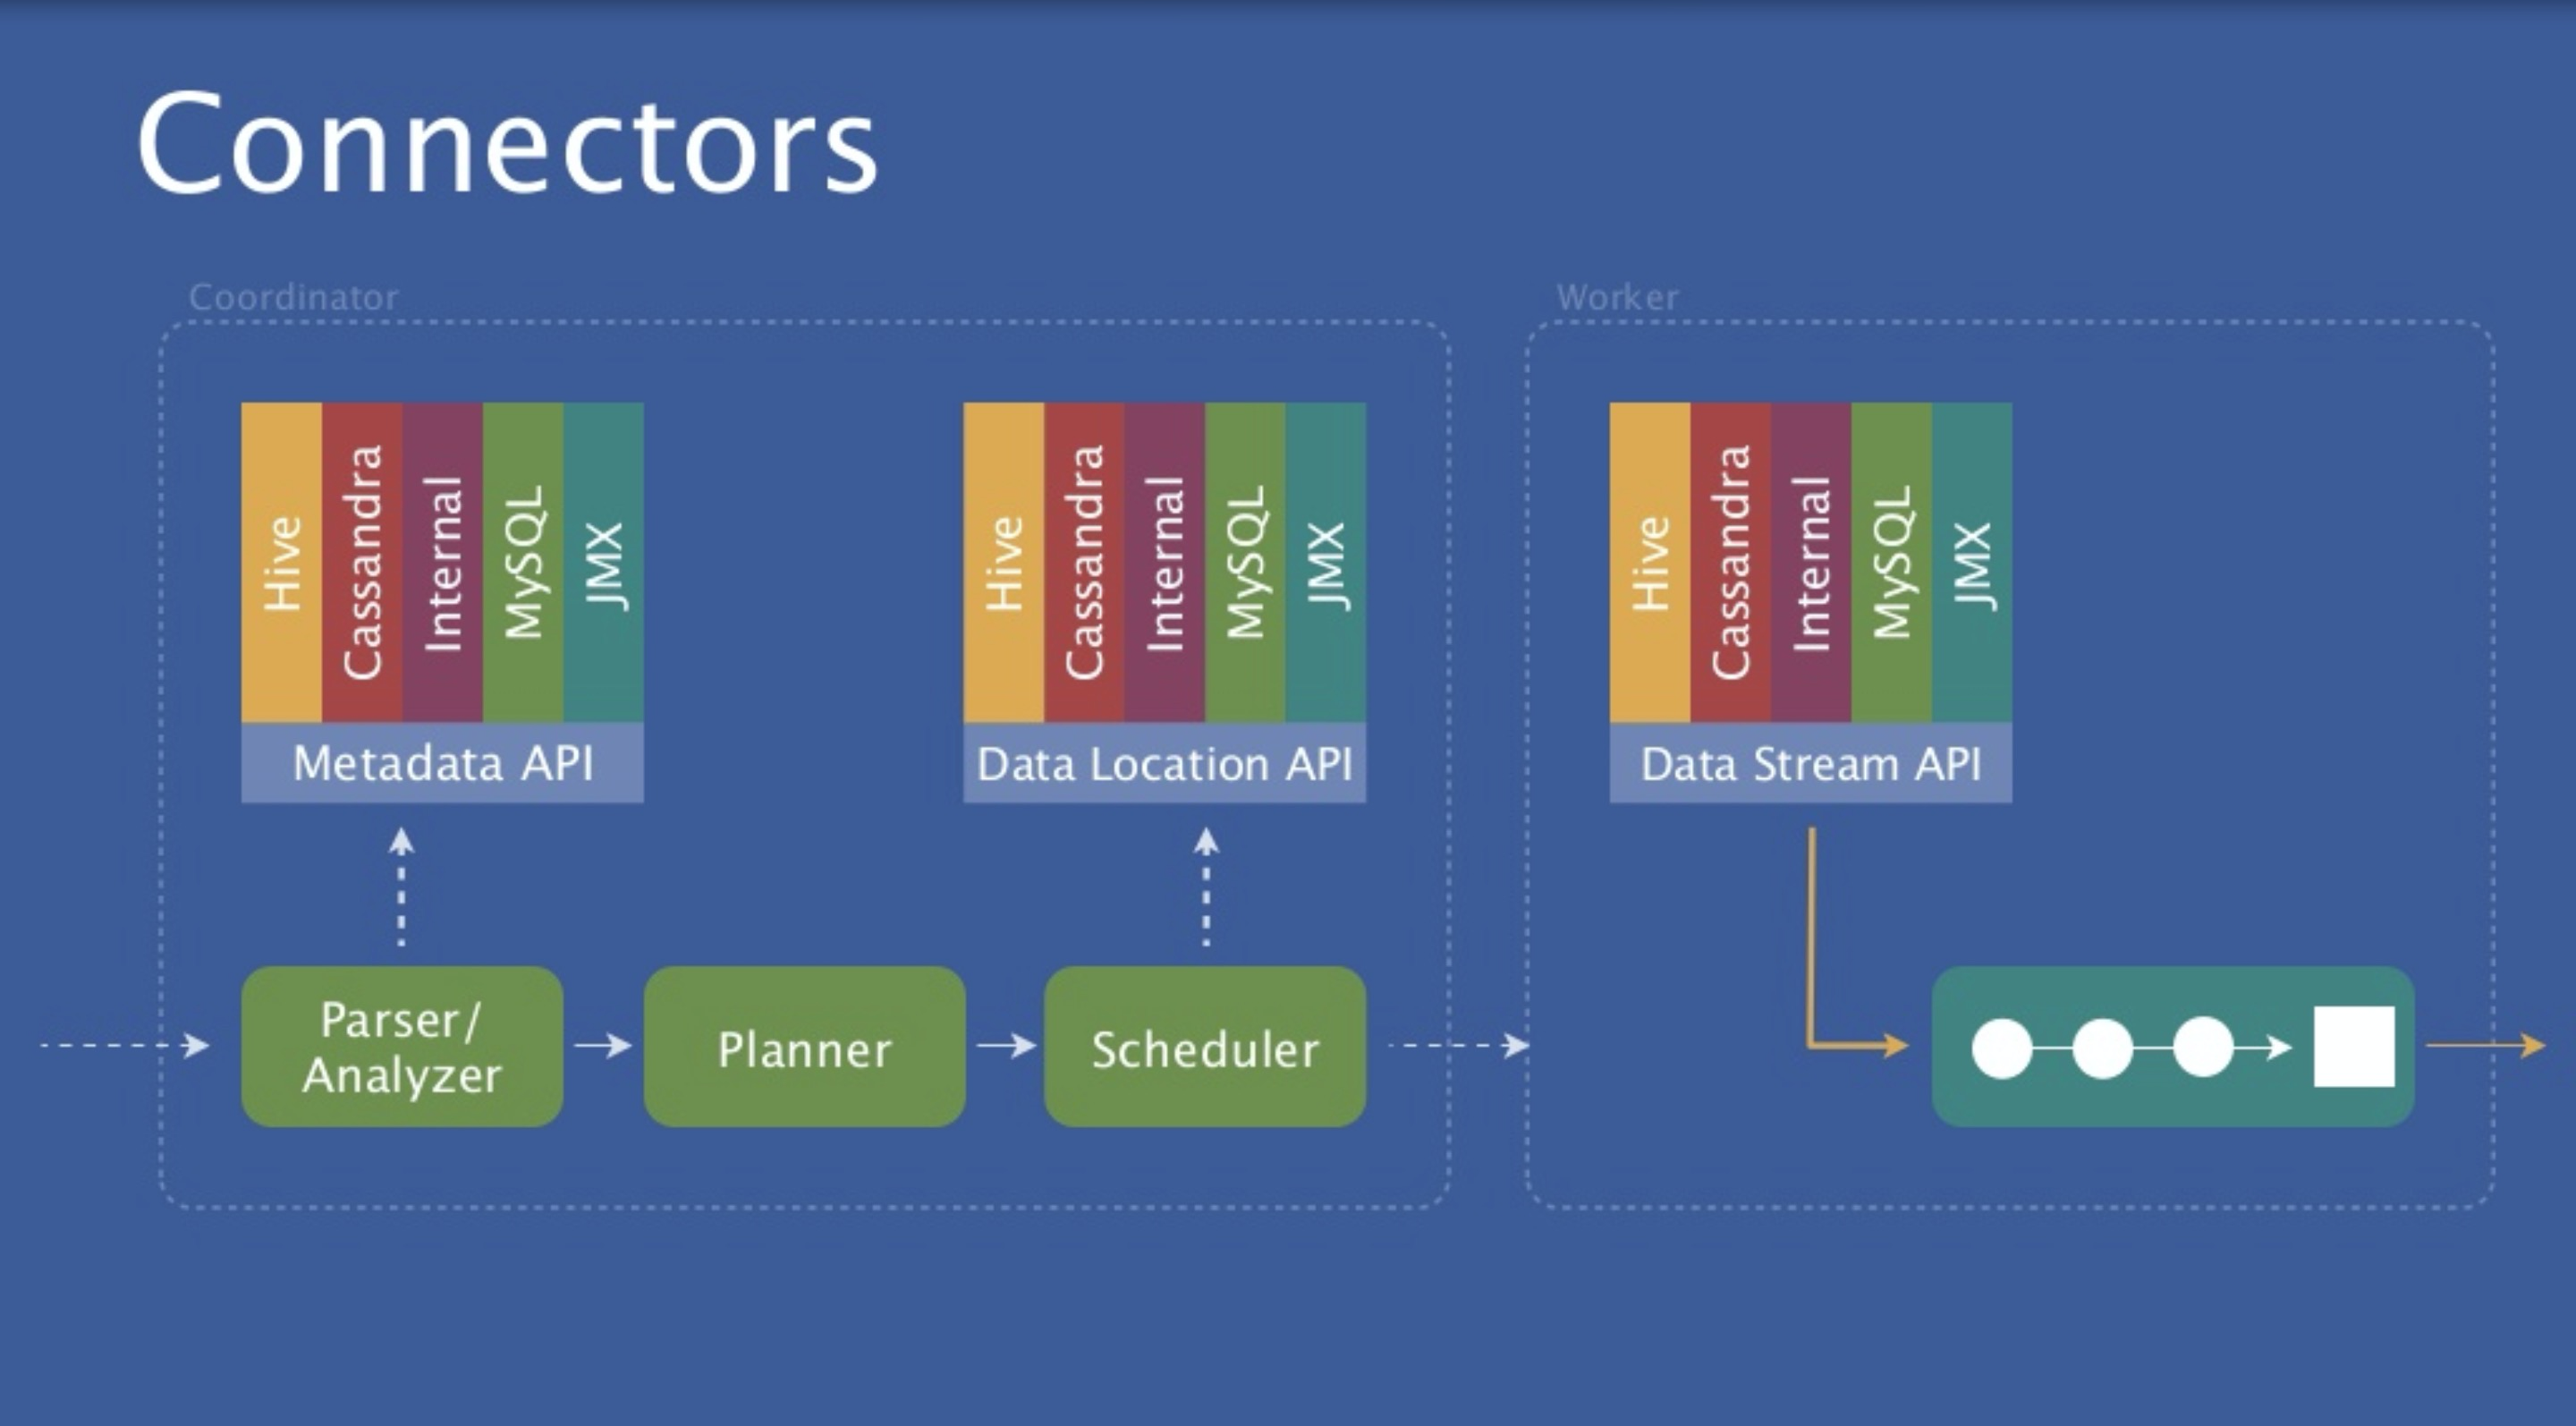 Connectors
Coordinator
Worker
Hive
Cassandra
Internal
MySQL
JMX
Metadata API
Hive
Cassandra
Internal
MySQL
JMX
Data Location API
Hive
Cassandra
Internal
MySQL
JMX
Data Stream API
Parser/
Analyzer
Planner
Scheduler